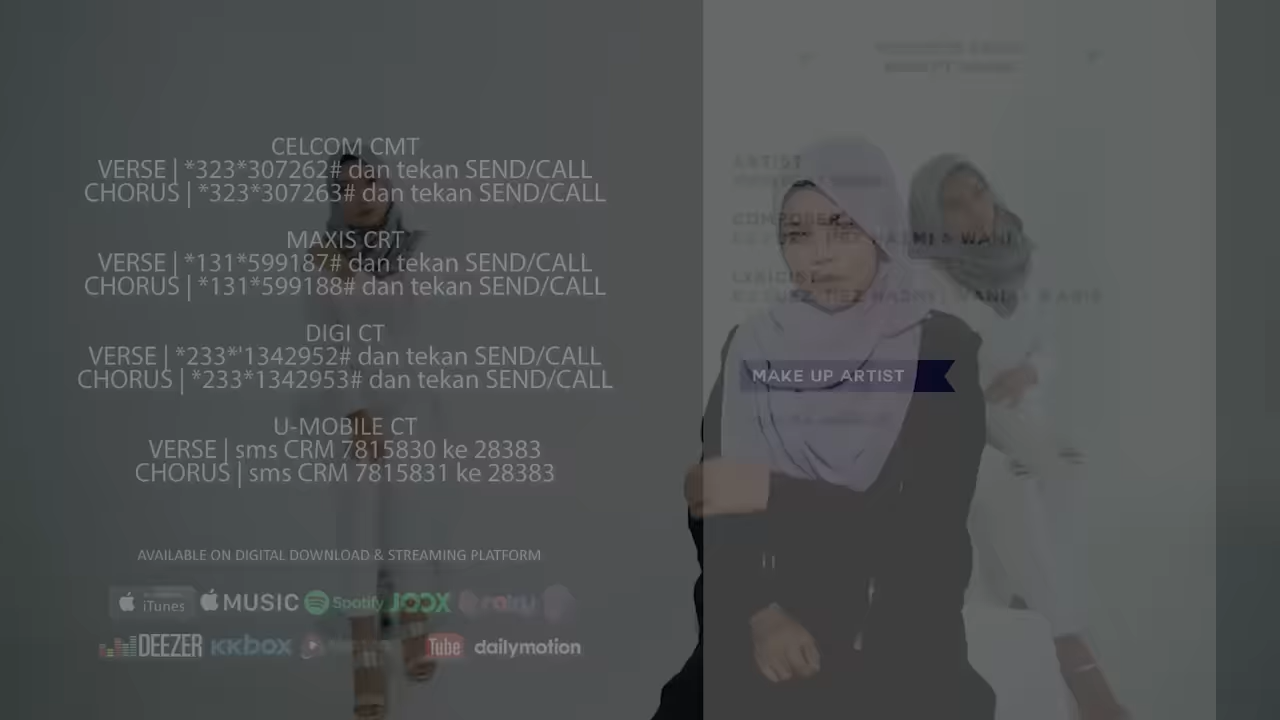 CELCOM CMT
VERSE | *323*307262# dan tekan SEND/CALL
CHORUS | *323*307263# dan tekan SEND/CALL
MAXIS CRT
VERSE | *131*599187# dan tekan SEND/CALL
CHORUS | *131*599188# dan tekan SEND/CALL
DIGI CT
VERSE | *233*'1342952# dan tekan SEND/CALL
CHORUS | *233*1342953# dan tekan SEND/CALL
U-MOBILE CT
VERSE | sms CRM 7815830 ke 28383
CHORUS | sms CRM 7815831 ke 28383
AVAILABLE ON DIGITAL DOWNLOAD & STREAMING PLATFORM
iTunes MUSIC Spotify JOOX
DEEZER KKBOX Tube dailymotion
ARTIST
COMPOSER
LYRICIST
MAKE UP ARTIST